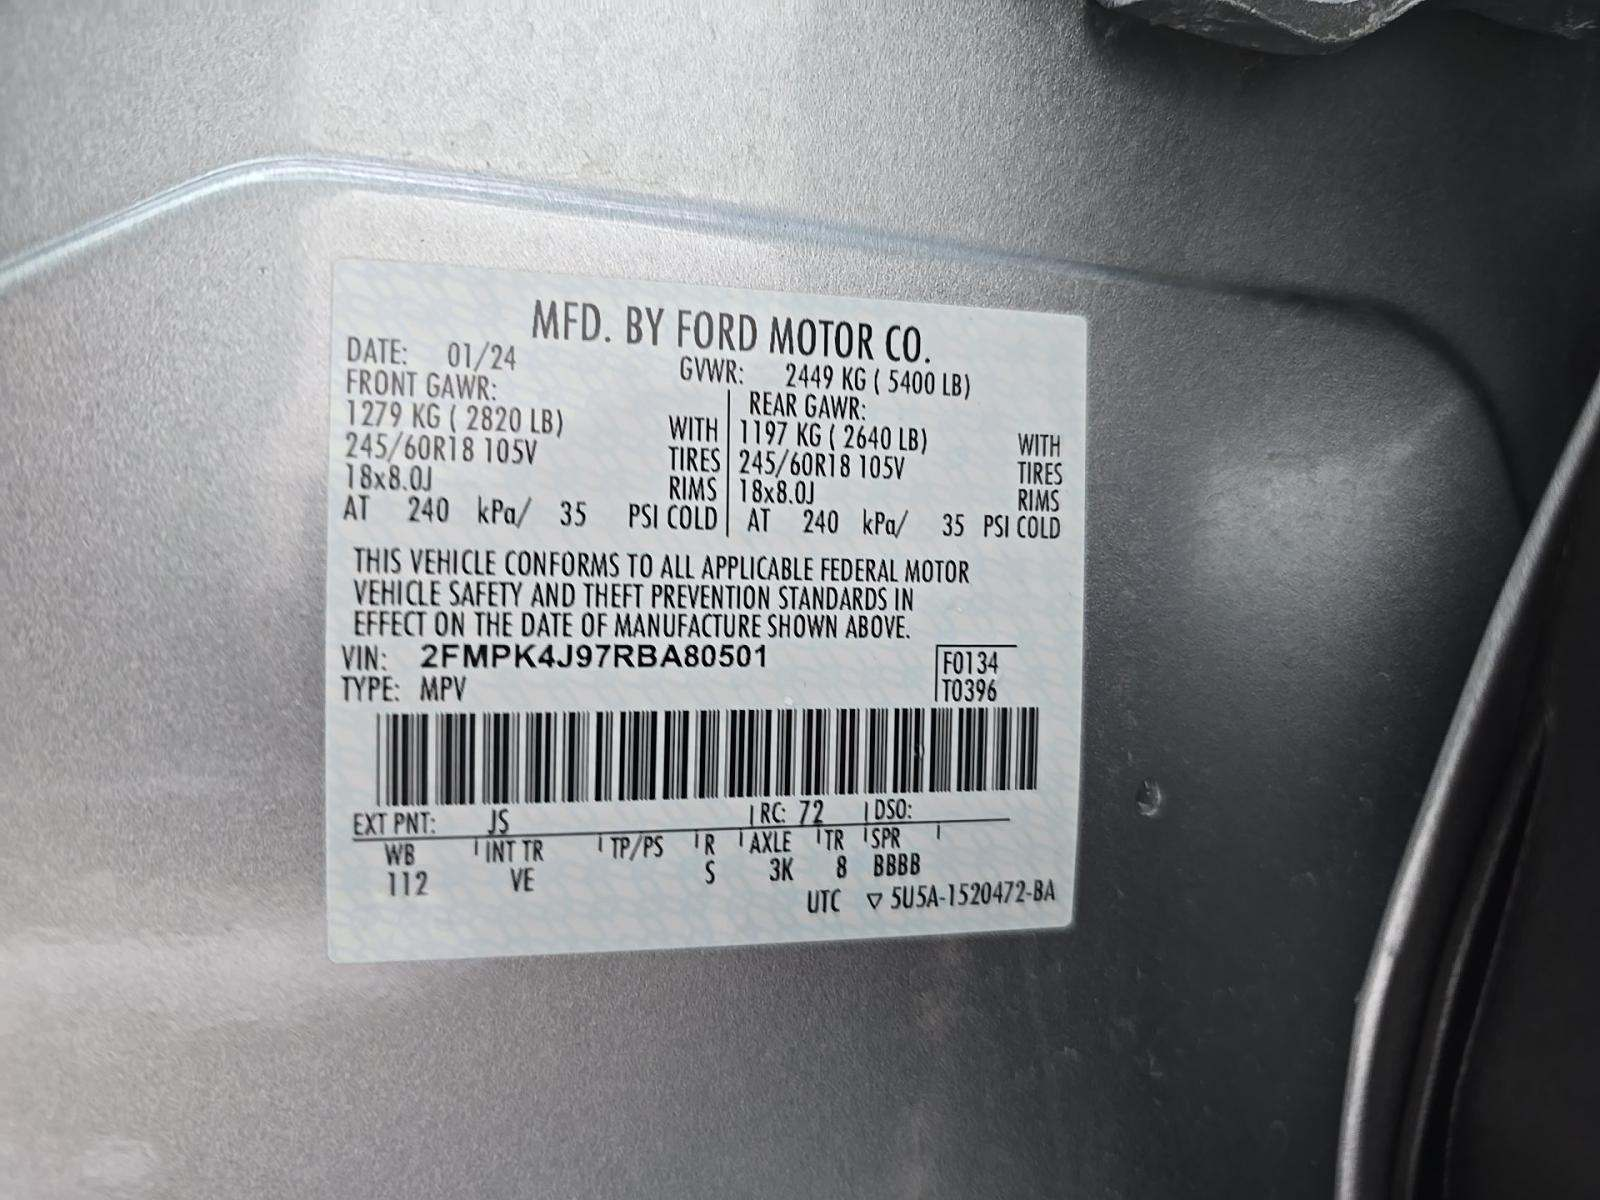 MFD. BY FORD MOTOR CO.
DATE: 01/24 GVWR: 2449 KG ( 5400 LB)
FRONT GAWR: REAR GAWR:
1279 KG ( 2820 LB) WITH 1197 KG ( 2640 LB) WITH
245/60R18 105V TIRES 245/60R18 105V TIRES
18x8.0J RIMS 18x8.0J RIMS
AT 240 kPa/ 35 PSI COLD AT 240 kPa/ 35 PSI COLD
THIS VEHICLE CONFORMS TO ALL APPLICABLE FEDERAL MOTOR
VEHICLE SAFETY AND THEFT PREVENTION STANDARDS IN
EFFECT ON THE DATE OF MANUFACTURE SHOWN ABOVE.
VIN: 2FMPK4J97RBA80501 F0134
TYPE: MPV T0396
EXT PNT: JS RC: 72 DSO:
WB INT TR TP/PS R AXLE TR SPR
112 VE S 3K 8 BBBB
UTC ▽ 5U5A-1520472-BA